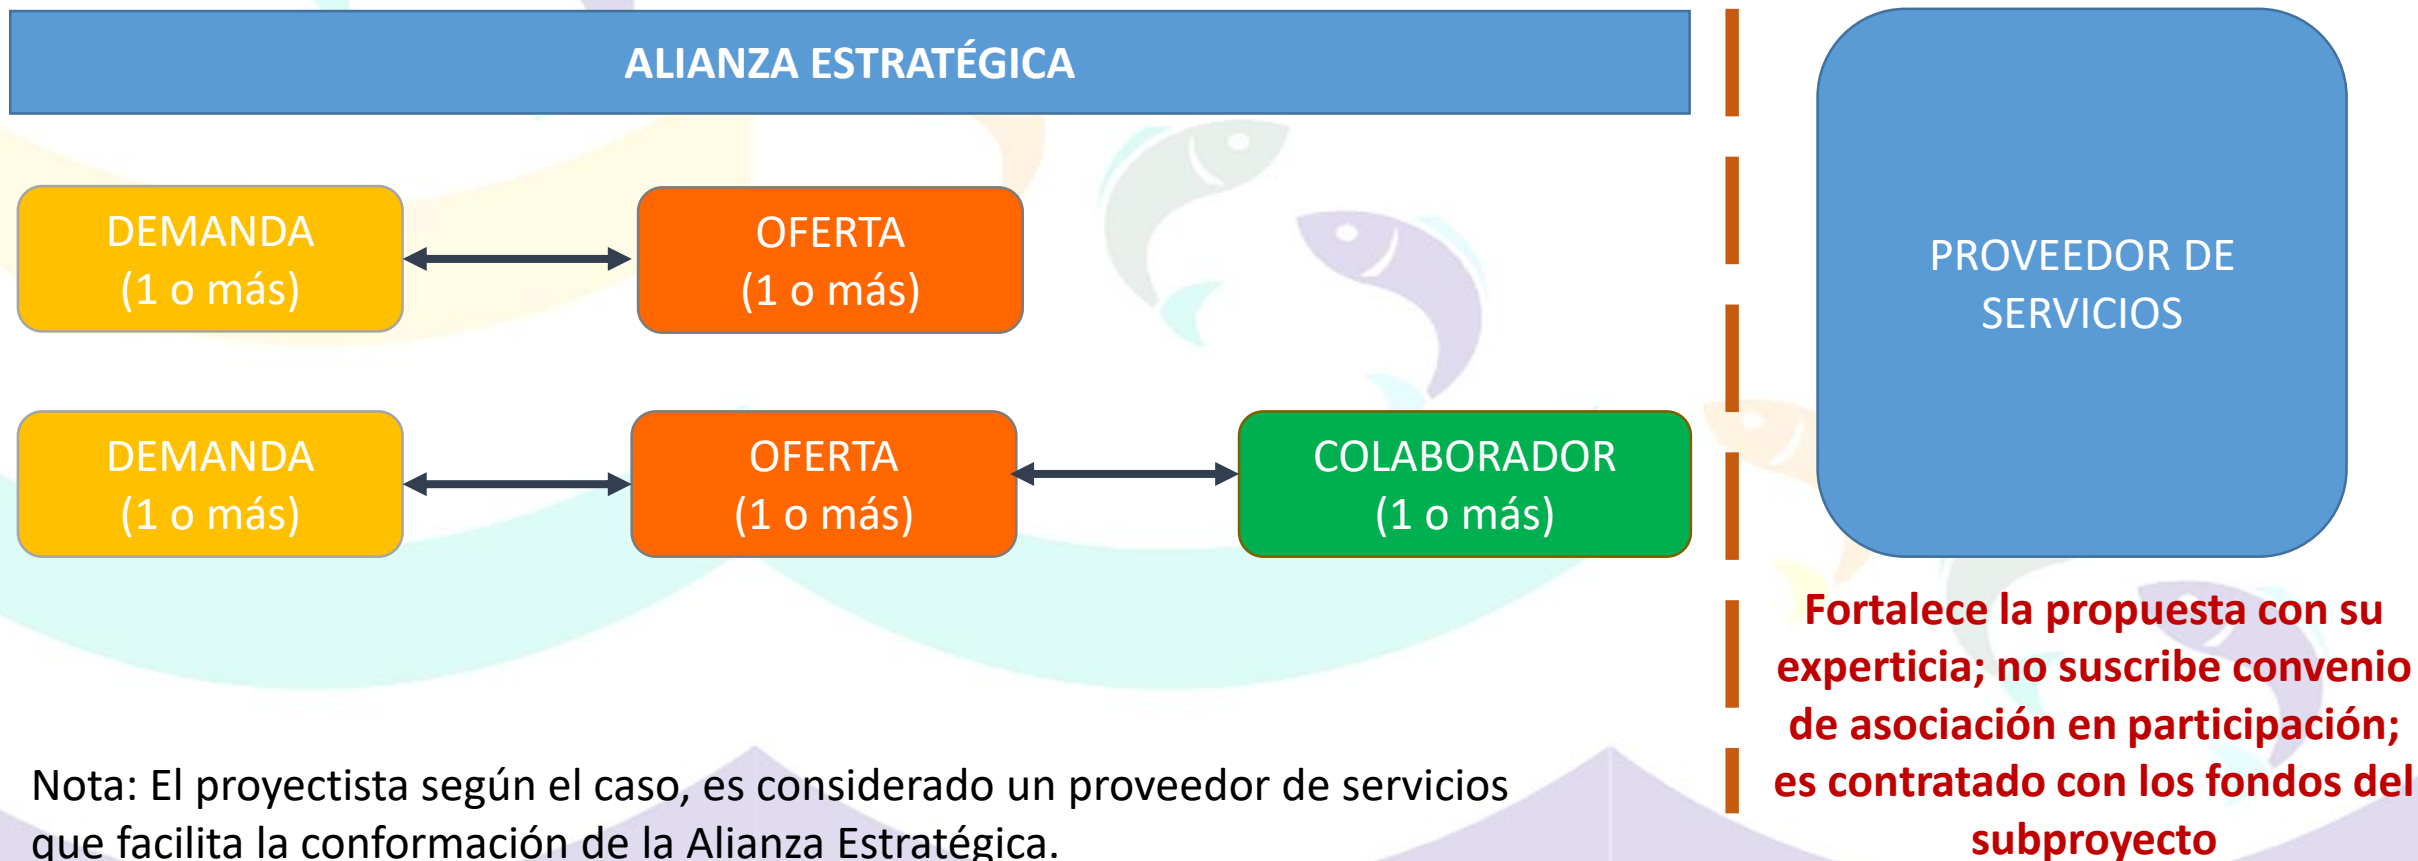 ALIANZA ESTRATÉGICA
DEMANDA
(1 o más)
OFERTA
(1 o más)
DEMANDA
(1 o más)
OFERTA
(1 o más)
COLABORADOR
(1 o más)
Nota: El proyectista según el caso, es considerado un proveedor de servicios
que facilita la conformación de la Alianza Estratégica.
PROVEEDOR DE
SERVICIOS
Fortalece la propuesta con su
experticia; no suscribe convenio
de asociación en participación;
es contratado con los fondos del
subproyecto